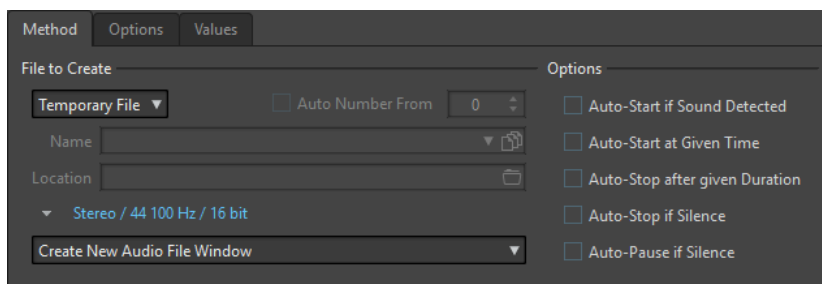 Method Options Values
File to Create Options
Temporary File Auto Number From 0 Auto-Start if Sound Detected
Name Auto-Start at Given Time
Location Auto-Stop after given Duration
Stereo / 44 100 Hz / 16 bit Auto-Stop if Silence
Create New Audio File Window Auto-Pause if Silence